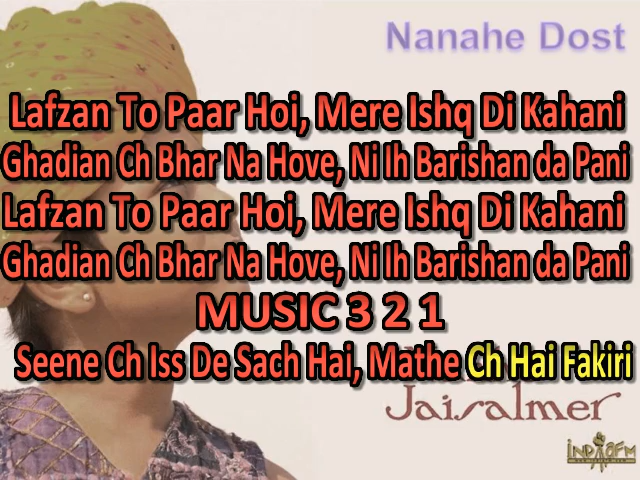 Nanahe Dost
Lafzan To Paar Hoi, Mere Ishq Di Kahani
Ghadian Ch Bhar Na Hove, Ni Ih Barishan da Pani
Lafzan To Paar Hoi, Mere Ishq Di Kahani
Ghadian Ch Bhar Na Hove, Ni Ih Barishan da Pani
MUSIC 3 2 1
Seene Ch Iss De Sach Hai, Mathe Ch Hai Fakiri
Jaisalmer